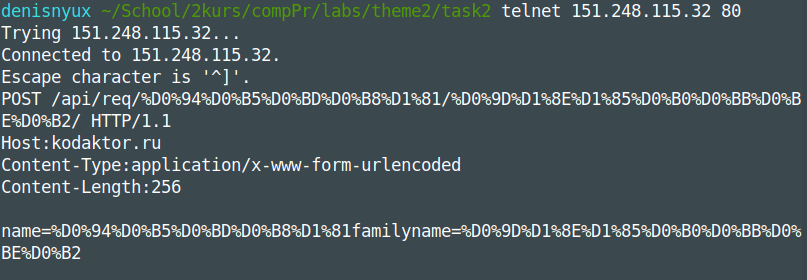 denisnyux ~/School/2kurs/compPr/labs/theme2/task2 telnet 151.248.115.32 80
Trying 151.248.115.32...
Connected to 151.248.115.32.
Escape character is '^]'.
POST /api/req/%D0%94%D0%B5%D0%BD%D0%B8%D1%81/%D0%9D%D1%8E%D1%85%D0%B0%D0%BB%D0%B
E%D0%B2/ HTTP/1.1
Host:kodaktor.ru
Content-Type:application/x-www-form-urlencoded
Content-Length:256

name=%D0%94%D0%B5%D0%BD%D0%B8%D1%81familyname=%D0%9D%D1%8E%D1%85%D0%B0%D0%BB%D0%
BE%D0%B2